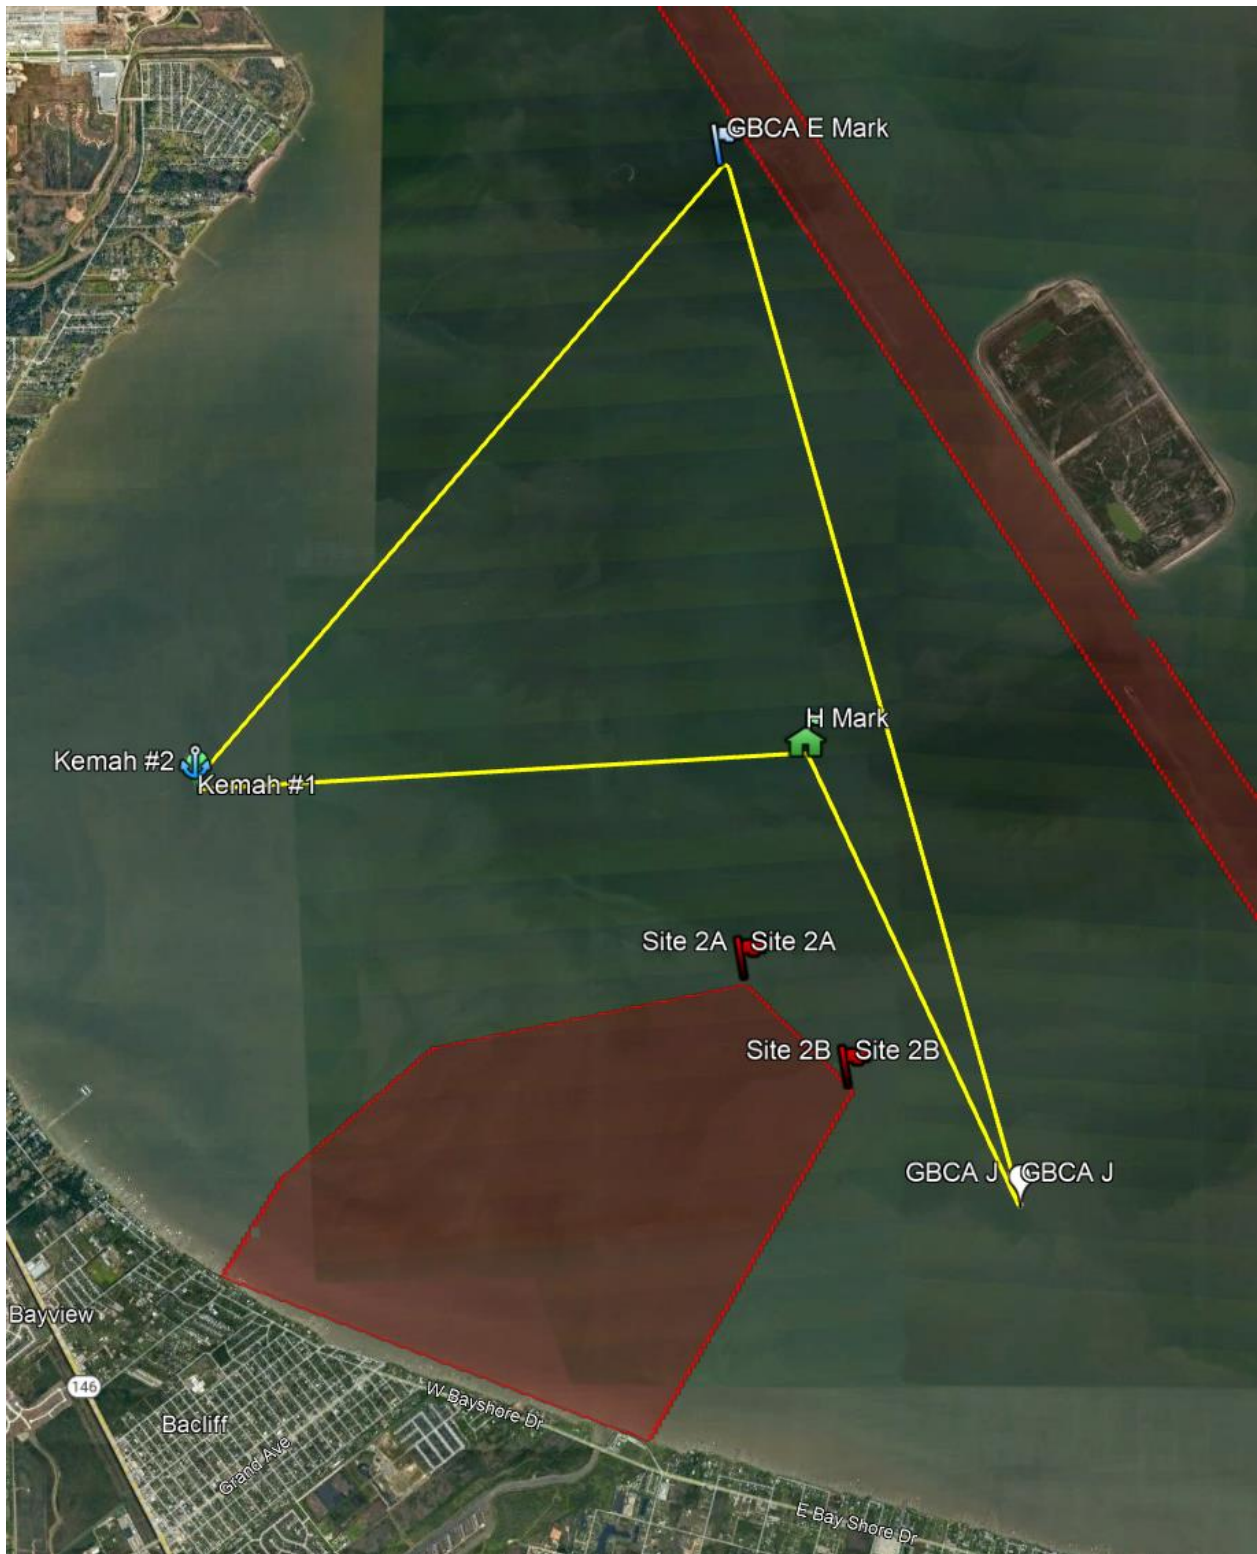 GBCA E Mark
H Mark
Kemah #2
Kemah #1
Site 2A Site 2A
Site 2B Site 2B
GBCA J GBCA J
Bayview
146
W Bayshore Dr
Bacliff
Grand Ave
E Bay Shore Dr